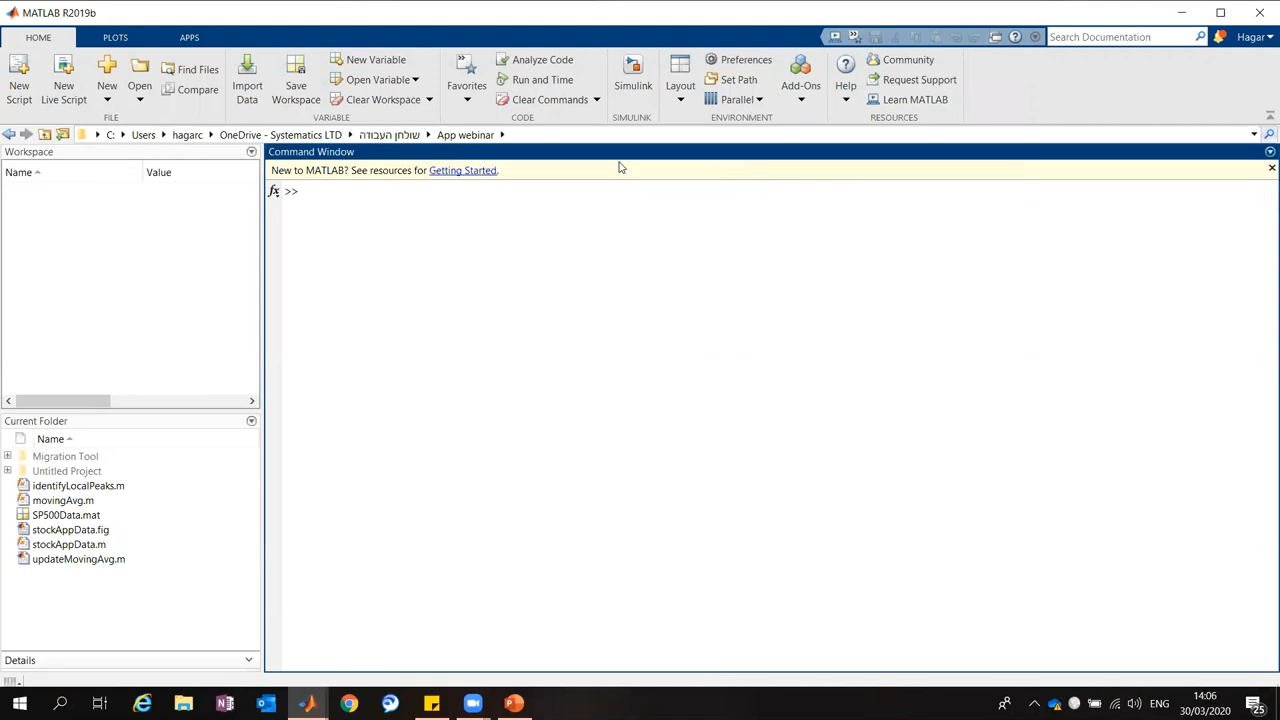 MATLAB R2019b
HOME PLOTS APPS Search Documentation Hagar
New Script
New Live Script
New
Open
Find Files
Compare
FILE
Import Data
Save Workspace
New Variable
Open Variable
Clear Workspace
VARIABLE
Favorites
Analyze Code
Run and Time
Clear Commands
CODE
Simulink
SIMULINK
Layout
Preferences
Set Path
Parallel
ENVIRONMENT
Add-Ons
Help
Community
Request Support
Learn MATLAB
RESOURCES
C: Users hagarc OneDrive - Systematics LTD שולחן העבודה App webinar
Workspace
Name Value
Command Window
New to MATLAB? See resources for Getting Started.
fx >>
Current Folder
Name
Migration Tool
Untitled Project
identifyLocalPeaks.m
movingAvg.m
SP500Data.mat
stockAppData.fig
stockAppData.m
updateMovingAvg.m
Details
ENG
14:06
30/03/2020
25